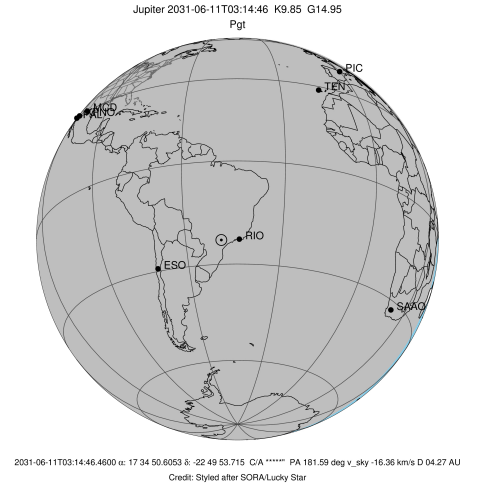 Jupiter 2031-06-11T03:14:46 K9.85 G14.95
Pgt
PIC
TEN
RIO
ESO
SAAO
2031-06-11T03:14:46.4600 α: 17 34 50.6053 δ: -22 49 53.715 C/A *****" PA 181.59 deg v_sky -16.36 km/s D 04.27 AU
Credit: Styled after SORA/Lucky Star